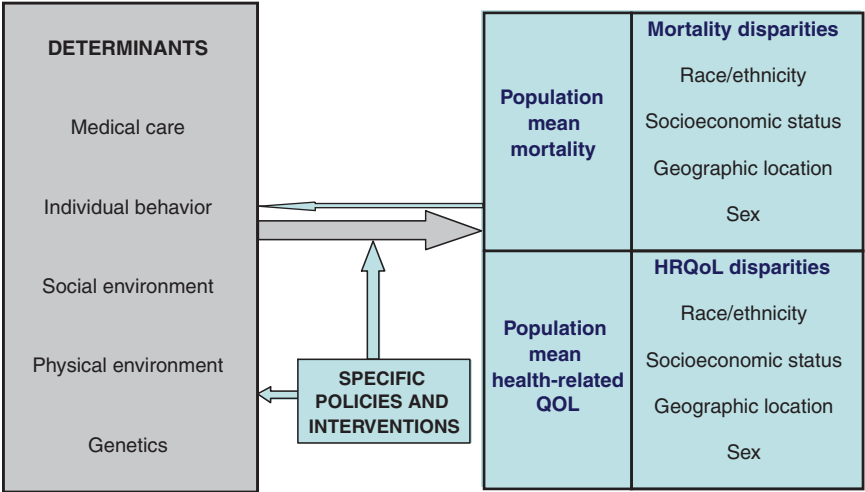 DETERMINANTS
Medical care
Individual behavior
Social environment
Physical environment
Genetics
SPECIFIC
POLICIES AND
INTERVENTIONS
Population
mean
mortality
Mortality disparities
Race/ethnicity
Socioeconomic status
Geographic location
Sex
Population
mean
health-related
QOL
HRQoL disparities
Race/ethnicity
Socioeconomic status
Geographic location
Sex